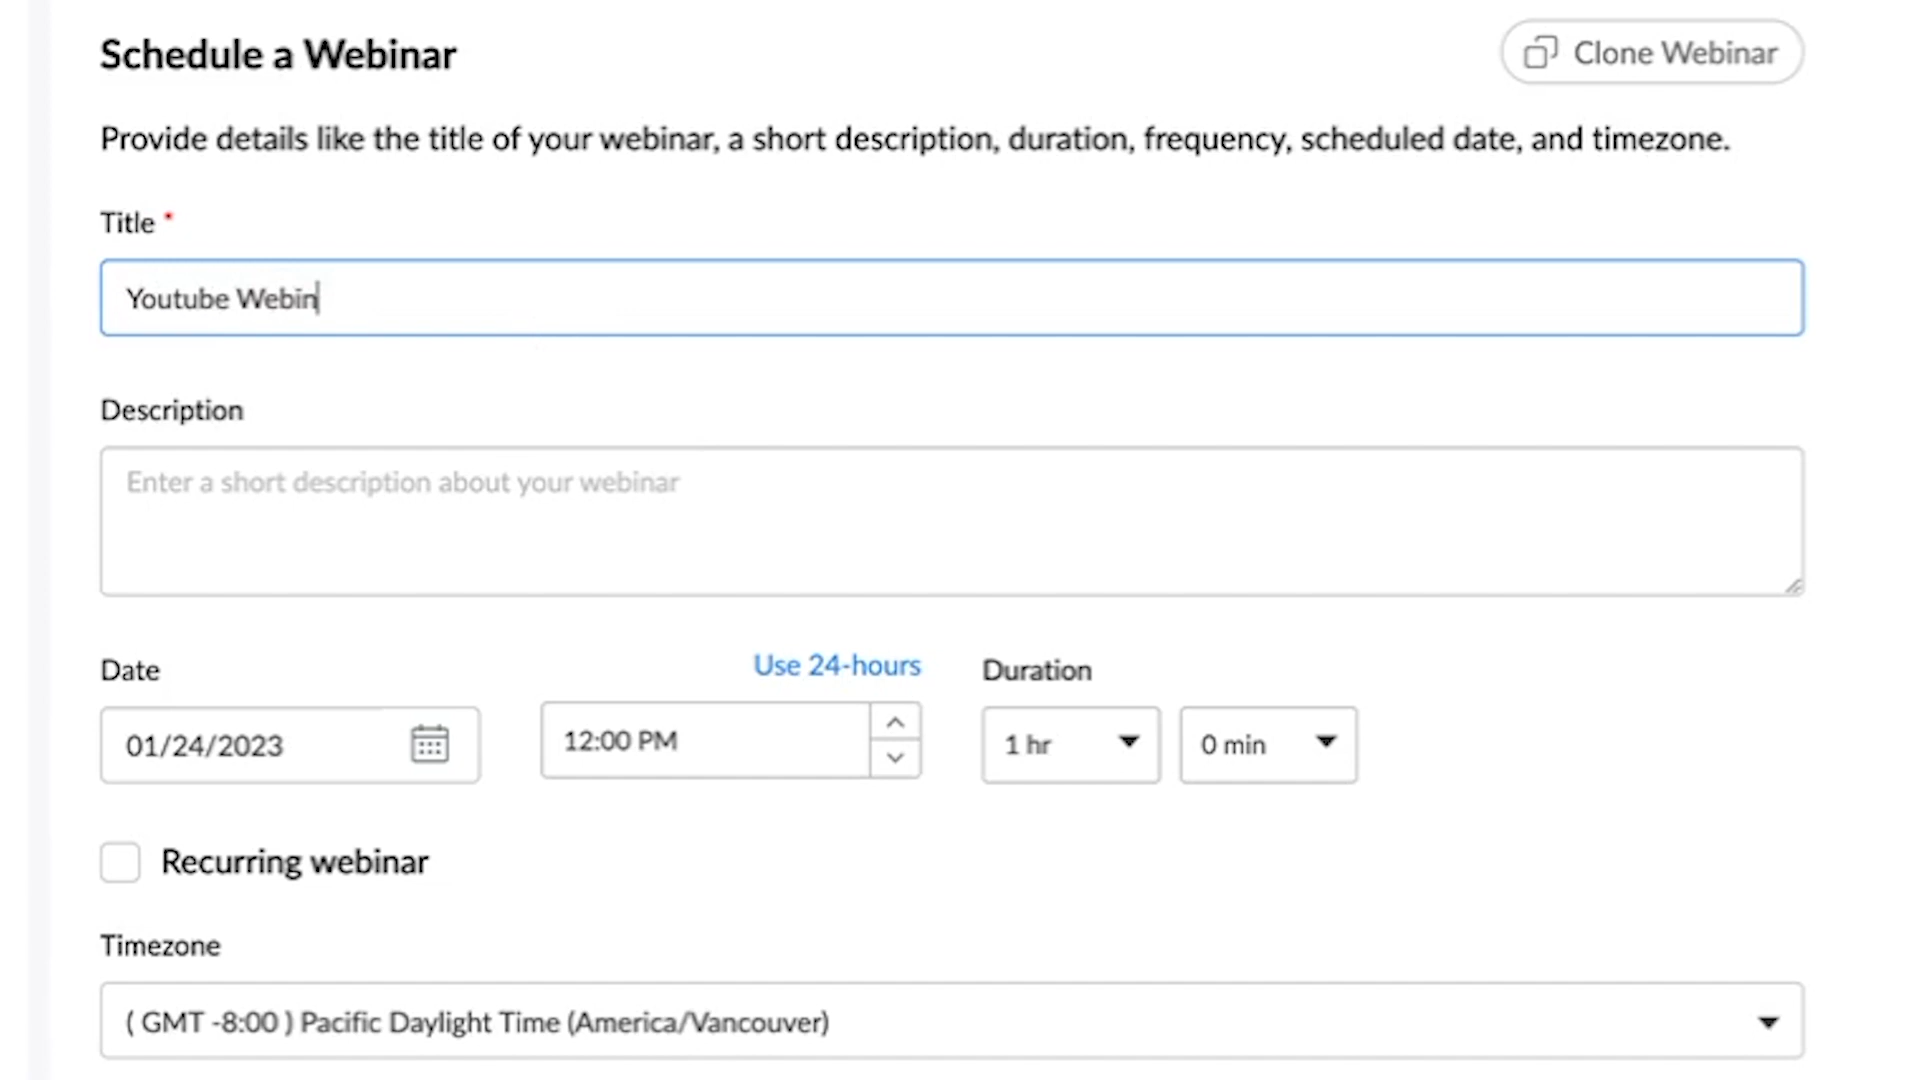 Schedule a Webinar
Clone Webinar
Provide details like the title of your webinar, a short description, duration, frequency, scheduled date, and timezone.
Title *
Youtube Webin
Description
Enter a short description about your webinar
Date
Use 24-hours
Duration
01/24/2023
12:00 PM
1 hr
0 min
Recurring webinar
Timezone
( GMT -8:00 ) Pacific Daylight Time (America/Vancouver)